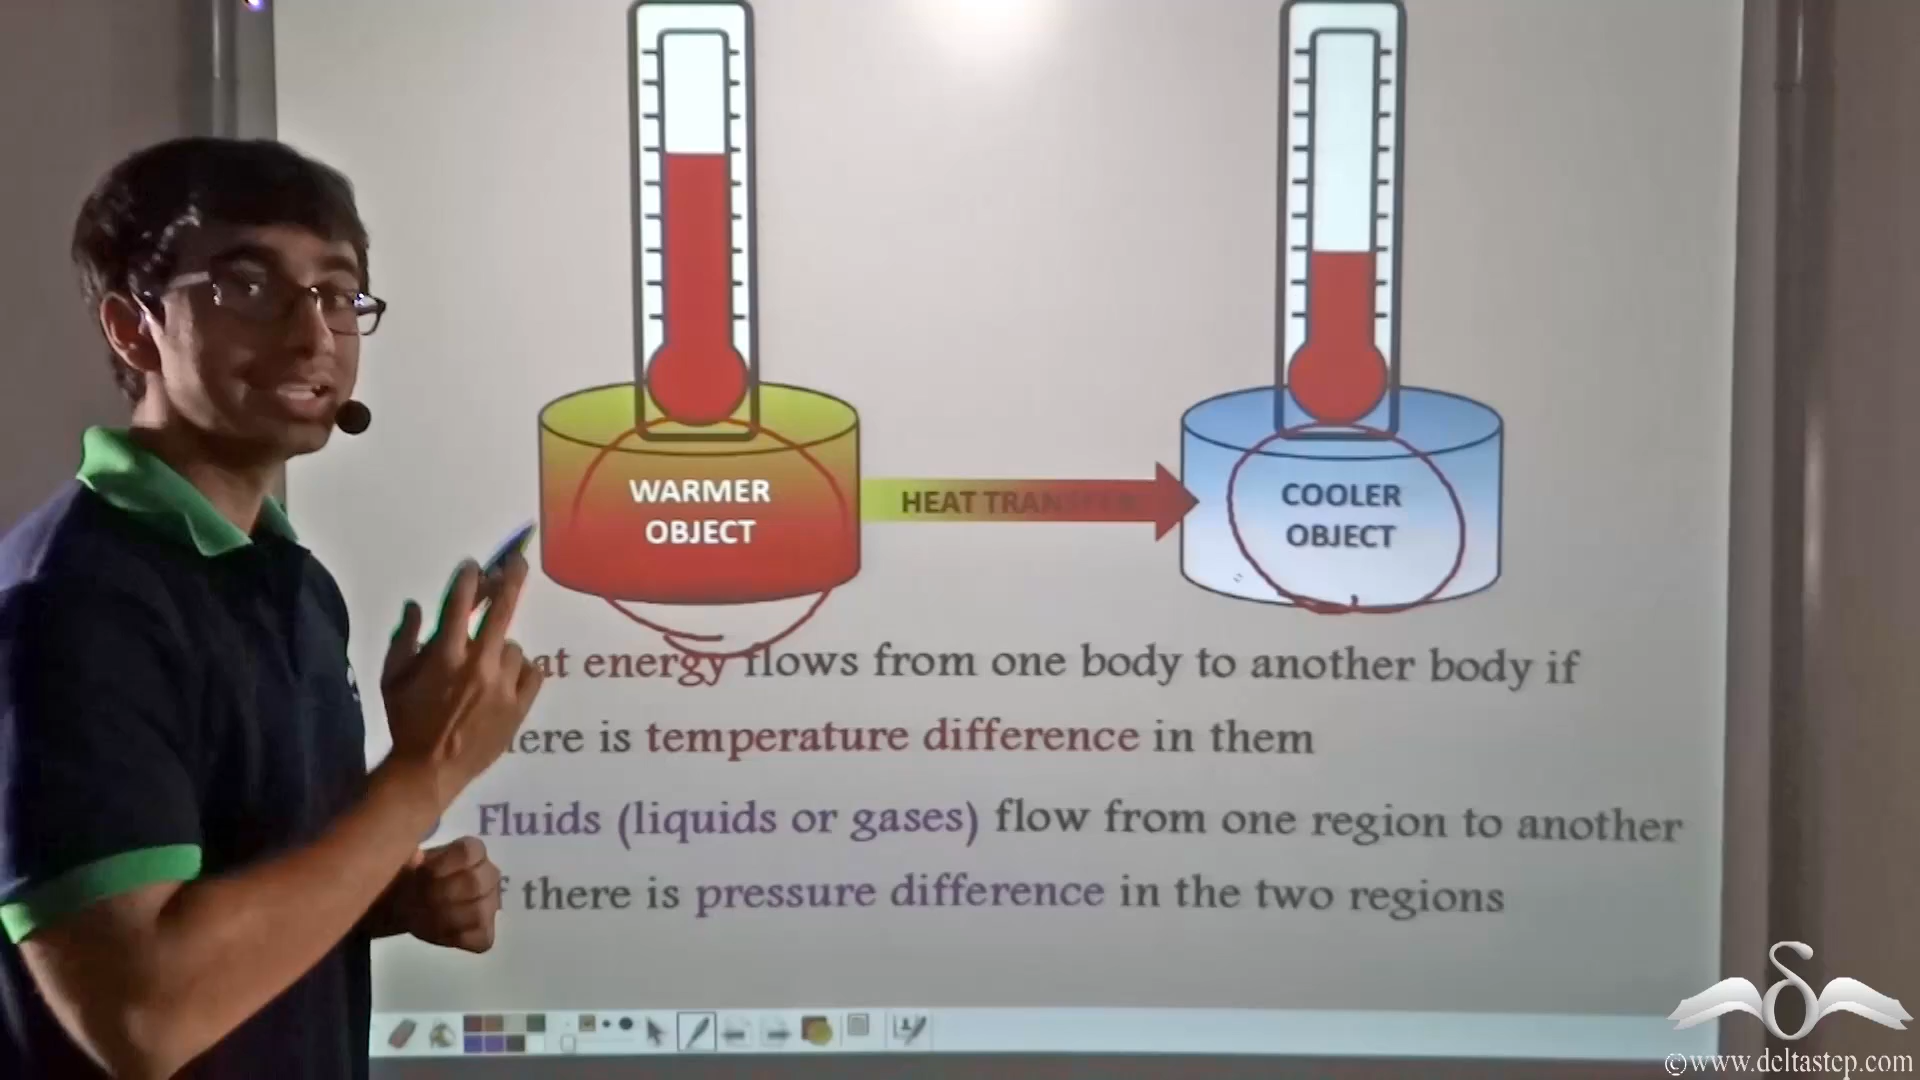 WARMER
OBJECT
HEAT TRANSFER
COOLER
OBJECT
at energy flows from one body to another body if
here is temperature difference in them
Fluids (liquids or gases) flow from one region to another
f there is pressure difference in the two regions
©www.deltastep.com